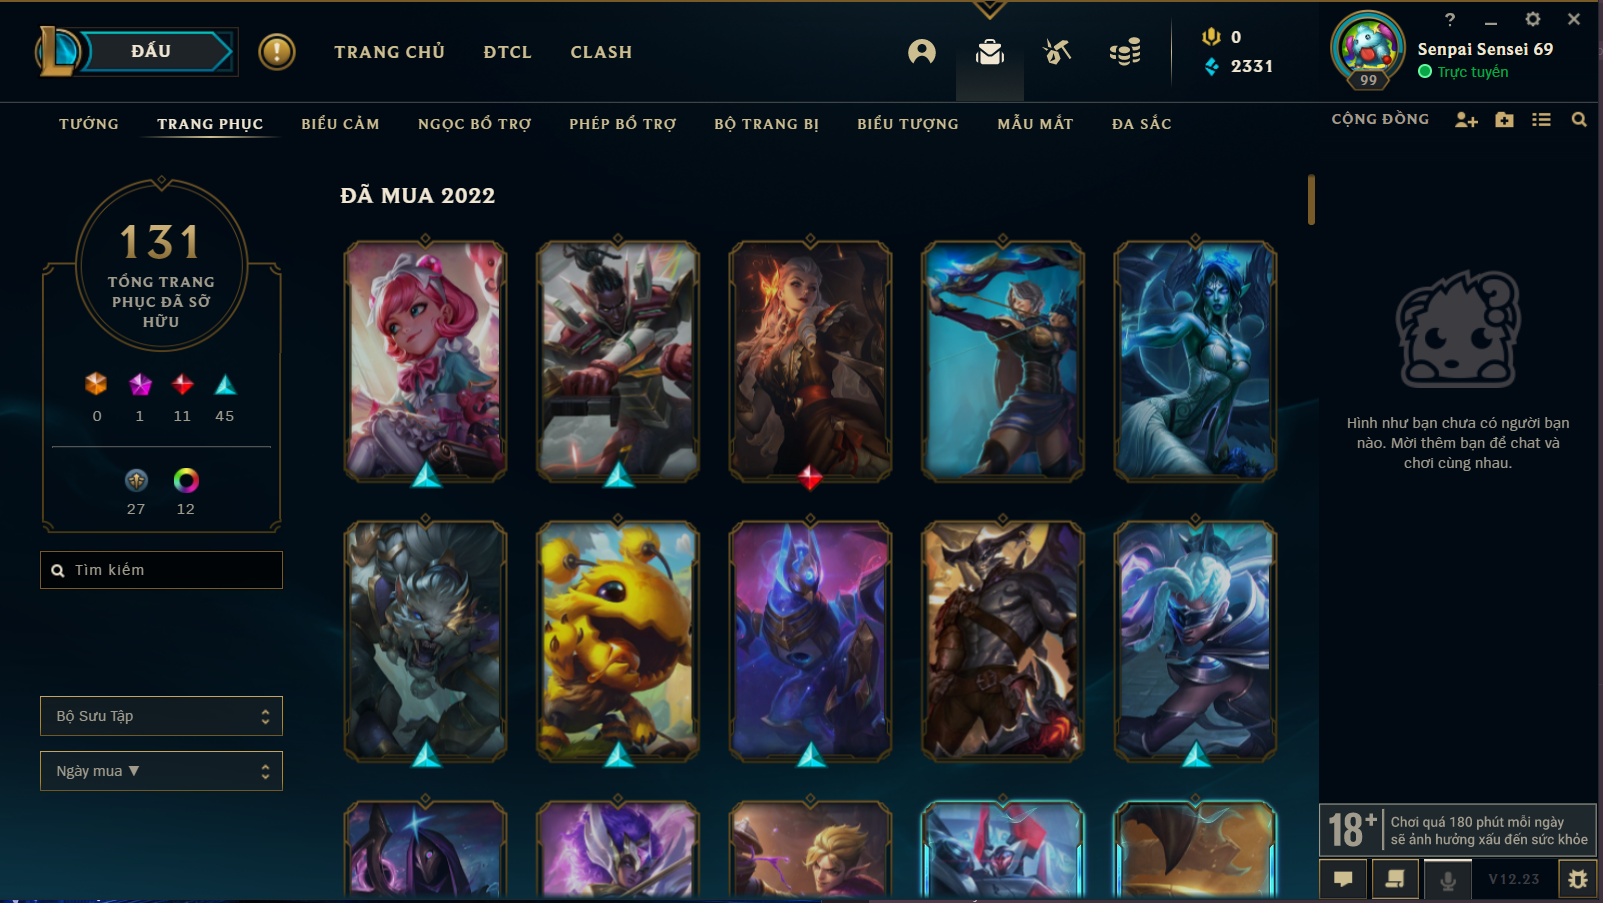 ĐẤU
TRANG CHỦ
ĐTCL
CLASH
0
2331
?
Senpai Sensei 69
99
Trực tuyến
TƯỚNG
TRANG PHỤC
BIỂU CẢM
NGỌC BỔ TRỢ
PHÉP BỔ TRỢ
BỘ TRANG BỊ
BIỂU TƯỢNG
MẪU MẮT
ĐA SẮC
CỘNG ĐỒNG
131
TỔNG TRANG
PHỤC ĐÃ SỞ
HỮU
0
1
11
45
27
12
Tìm kiếm
Bộ Sưu Tập
Ngày mua ▼
ĐÃ MUA 2022
Hình như bạn chưa có người bạn
nào. Mời thêm bạn để chat và
chơi cùng nhau.
18+
Chơi quá 180 phút mỗi ngày
sẽ ảnh hưởng xấu đến sức khỏe
V12.23